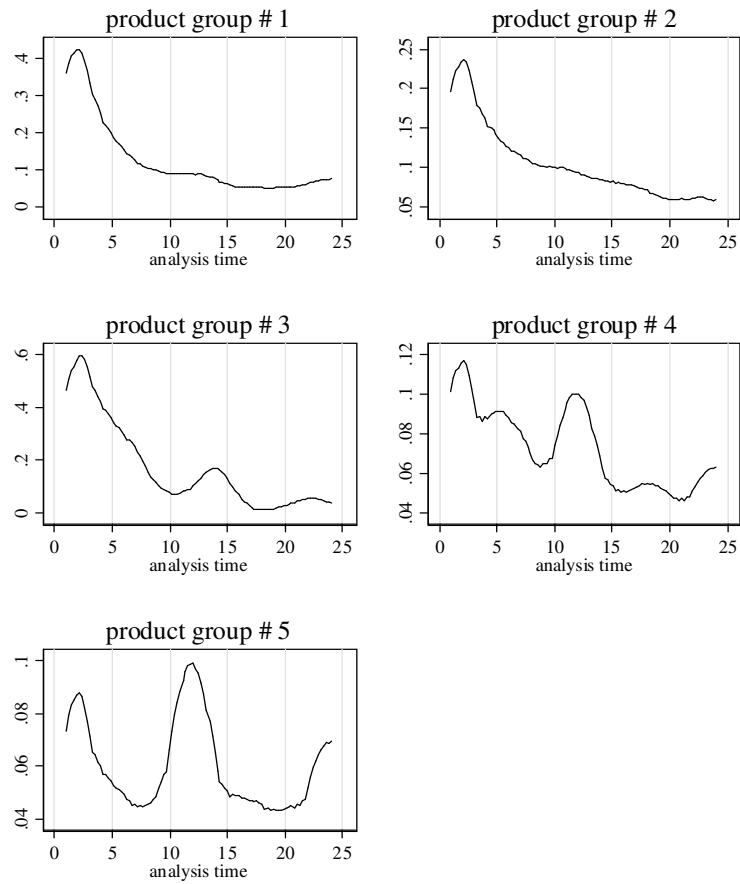 product group # 1
.4
.3
.2
.1
0
0 5 10 15 20 25
analysis time
product group # 2
.25
.2
.15
.1
.05
0 5 10 15 20 25
analysis time
product group # 3
.6
.4
.2
0
0 5 10 15 20 25
analysis time
product group # 4
.12
.1
.08
.06
.04
0 5 10 15 20 25
analysis time
product group # 5
.1
.08
.06
.04
0 5 10 15 20 25
analysis time